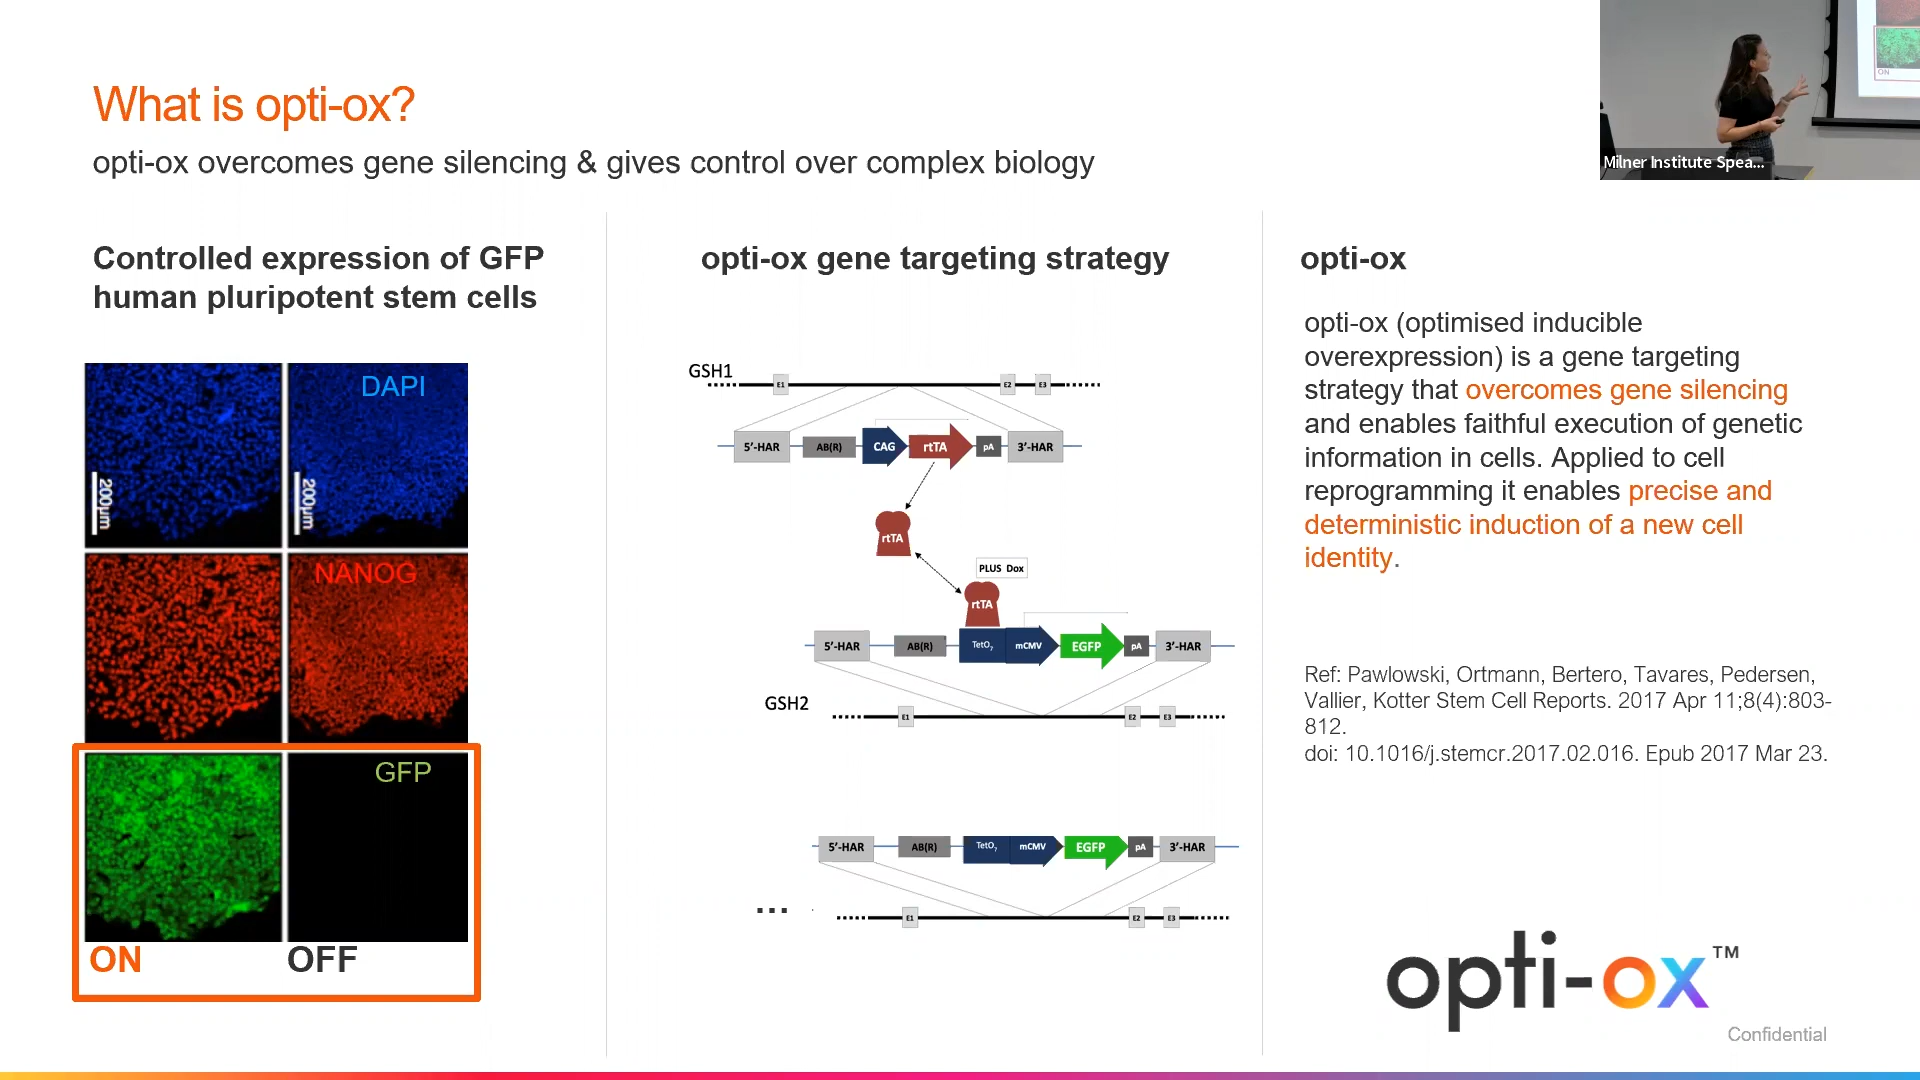 What is opti-ox?
opti-ox overcomes gene silencing & gives control over complex biology
Milner Institute Spea...
ON
Controlled expression of GFP
human pluripotent stem cells
DAPI
200µm
200µm
NANOG
GFP
ON
OFF
opti-ox gene targeting strategy
GSH1
E1
E2
E3
5’-HAR
AB(R)
CAG
rtTA
pA
3’-HAR
rtTA
PLUS Dox
rtTA
5’-HAR
AB(R)
TetO7
mCMV
EGFP
pA
3’-HAR
GSH2
E1
E2
E3
5’-HAR
AB(R)
TetO7
mCMV
EGFP
pA
3’-HAR
...
E1
E2
E3
opti-ox
opti-ox (optimised inducible
overexpression) is a gene targeting
strategy that overcomes gene silencing
and enables faithful execution of genetic
information in cells. Applied to cell
reprogramming it enables precise and
deterministic induction of a new cell
identity.
Ref: Pawlowski, Ortmann, Bertero, Tavares, Pedersen,
Vallier, Kotter Stem Cell Reports. 2017 Apr 11;8(4):803-
812.
doi: 10.1016/j.stemcr.2017.02.016. Epub 2017 Mar 23.
opti-ox™
Confidential